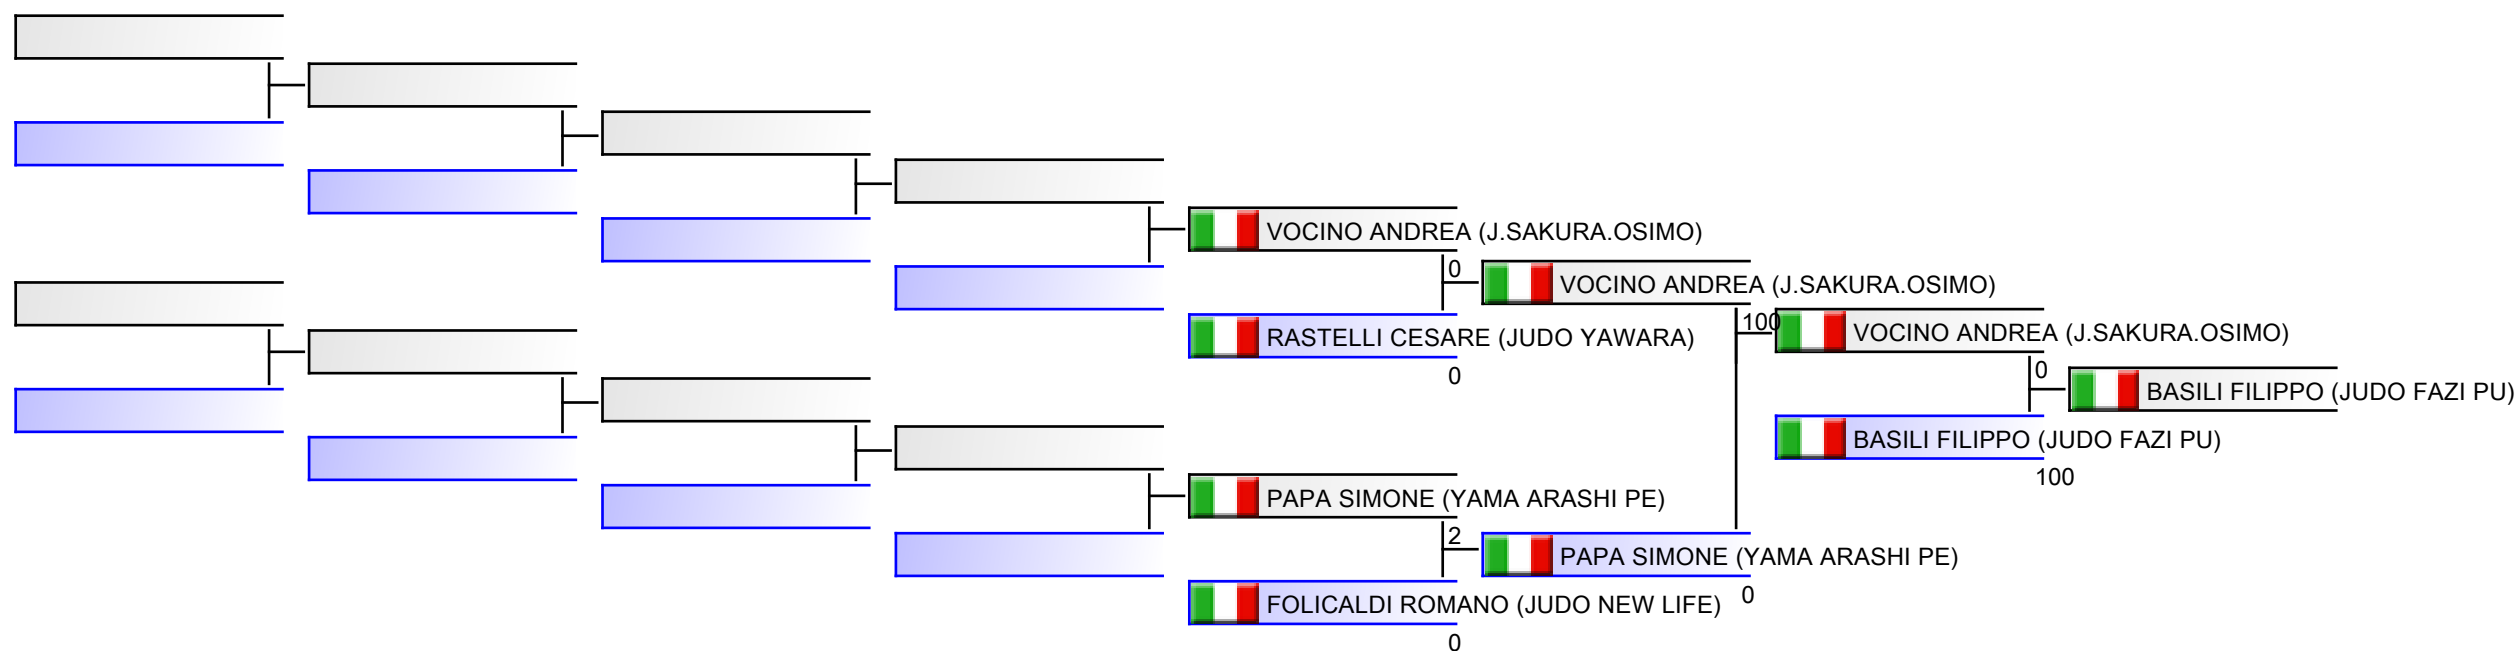 VOCINO ANDREA (J.SAKURA.OSIMO)
0
VOCINO ANDREA (J.SAKURA.OSIMO)
RASTELLI CESARE (JUDO YAWARA)
0
100
VOCINO ANDREA (J.SAKURA.OSIMO)
0
BASILI FILIPPO (JUDO FAZI PU)
BASILI FILIPPO (JUDO FAZI PU)
100
PAPA SIMONE (YAMA ARASHI PE)
2
PAPA SIMONE (YAMA ARASHI PE)
0
FOLICALDI ROMANO (JUDO NEW LIFE)
0